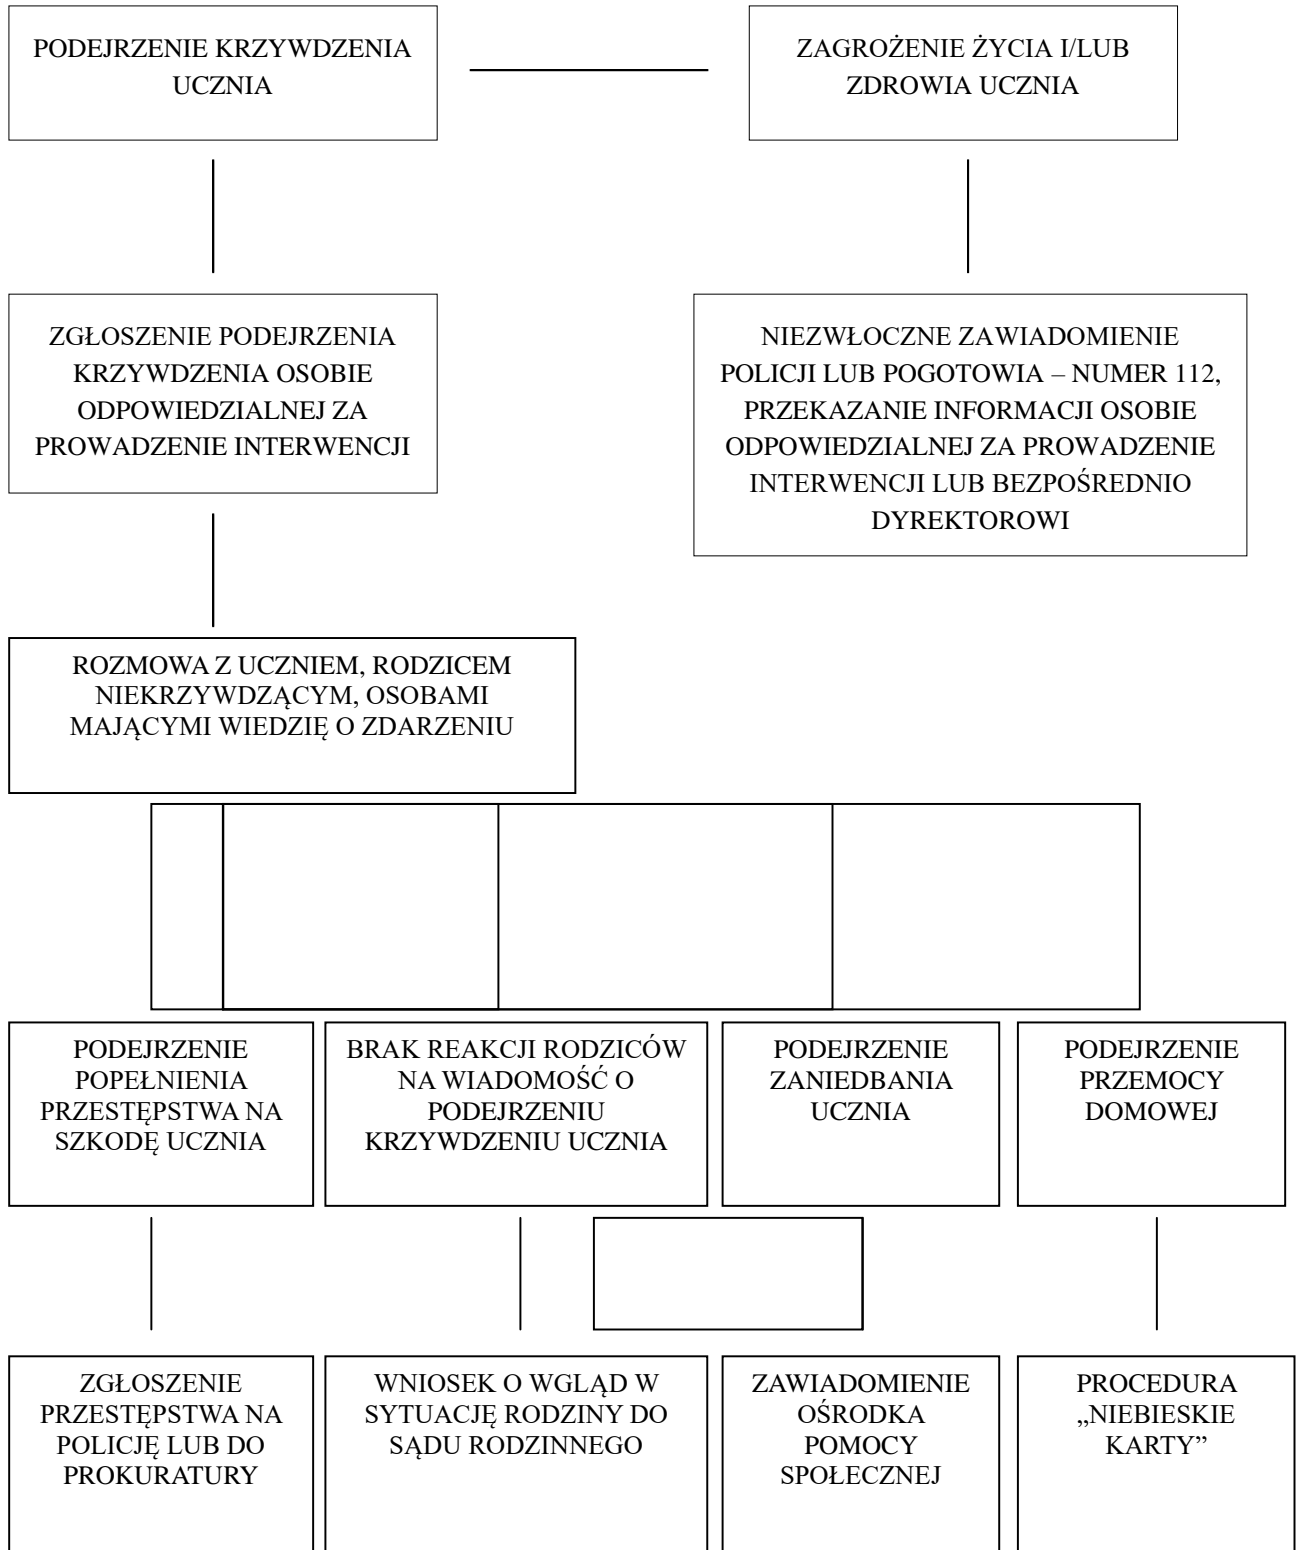 PODEJRZENIE KRZYWDZENIA
UCZNIA
ZAGROŻENIE ŻYCIA I/LUB
ZDROWIA UCZNIA
ZGŁOSZENIE PODEJRZENIA
KRZYWDZENIA OSOBIE
ODPOWIEDZIALNEJ ZA
PROWADZENIE INTERWENCJI
NIEZWŁOCZNE ZAWIADOMIENIE
POLICJI LUB POGOTOWIA – NUMER 112,
PRZEKAZANIE INFORMACJI OSOBIE
ODPOWIEDZIALNEJ ZA PROWADZENIE
INTERWENCJI LUB BEZPOŚREDNIO
DYREKTOROWI
ROZMOWA Z UCZNIEM, RODZICEM
NIEKRZYWDZĄCYM, OSOBAMI
MAJĄCYMI WIEDZIĘ O ZDARZENIU
PODEJRZENIE
POPEŁNIENIA
PRZESTĘPSTWA NA
SZKODĘ UCZNIA
BRAK REAKCJI RODZICÓW
NA WIADOMOŚĆ O
PODEJRZENIU
KRZYWDZENIU UCZNIA
PODEJRZENIE
ZANIEDBANIA
UCZNIA
PODEJRZENIE
PRZEMOCY
DOMOWEJ
ZGŁOSZENIE
PRZESTĘPSTWA NA
POLICJĘ LUB DO
PROKURATURY
WNIOSEK O WGLĄD W
SYTUACJĘ RODZINY DO
SĄDU RODZINNEGO
ZAWIADOMIENIE
OŚRODKA
POMOCY
SPOŁECZNEJ
PROCEDURA
„NIEBIESKIE
KARTY”